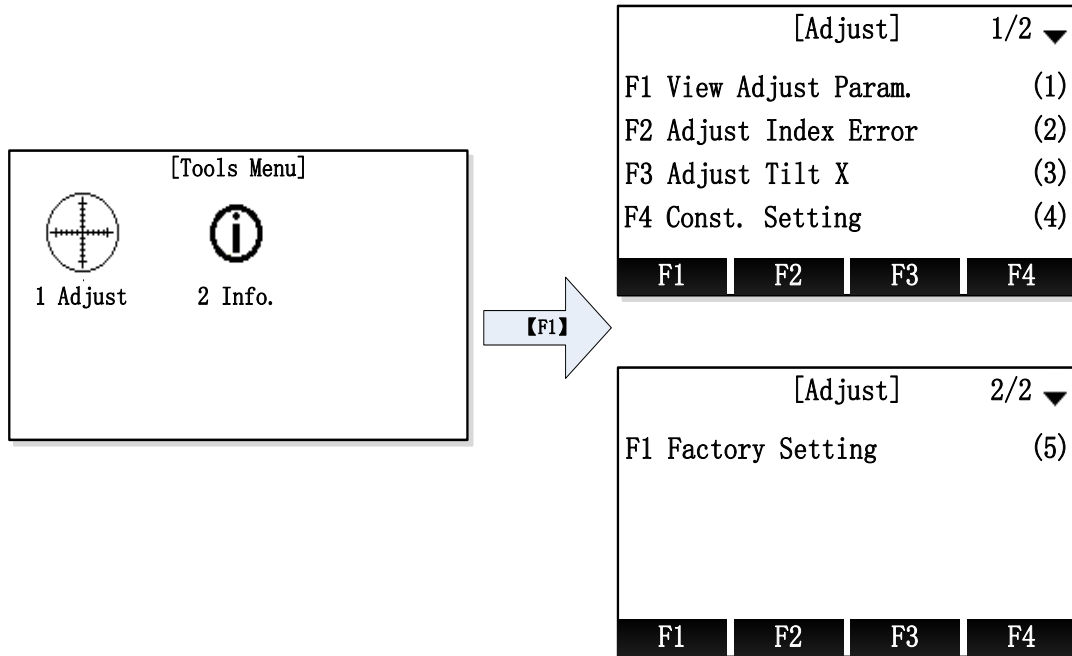 [Tools Menu]
1 Adjust 2 Info.
【F1】
[Adjust] 1/2
F1 View Adjust Param. (1)
F2 Adjust Index Error (2)
F3 Adjust Tilt X (3)
F4 Const. Setting (4)
F1 F2 F3 F4
[Adjust] 2/2
F1 Factory Setting (5)
F1 F2 F3 F4